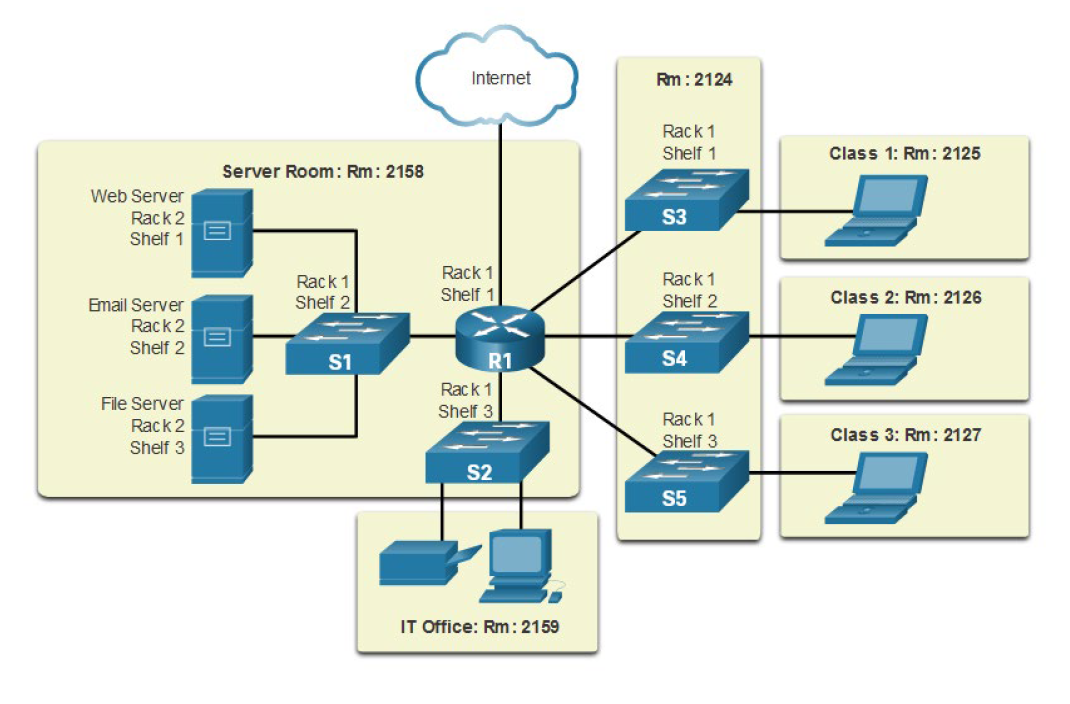 Internet
Server Room: Rm: 2158
Web Server
Rack 2
Shelf 1
Email Server
Rack 2
Shelf 2
File Server
Rack 2
Shelf 3
Rack 1
Shelf 2
S1
Rack 1
Shelf 1
R1
Rack 1
Shelf 3
S2
IT Office: Rm: 2159
Rm: 2124
Rack 1
Shelf 1
S3
Rack 1
Shelf 2
S4
Rack 1
Shelf 3
S5
Class 1: Rm: 2125
Class 2: Rm: 2126
Class 3: Rm: 2127